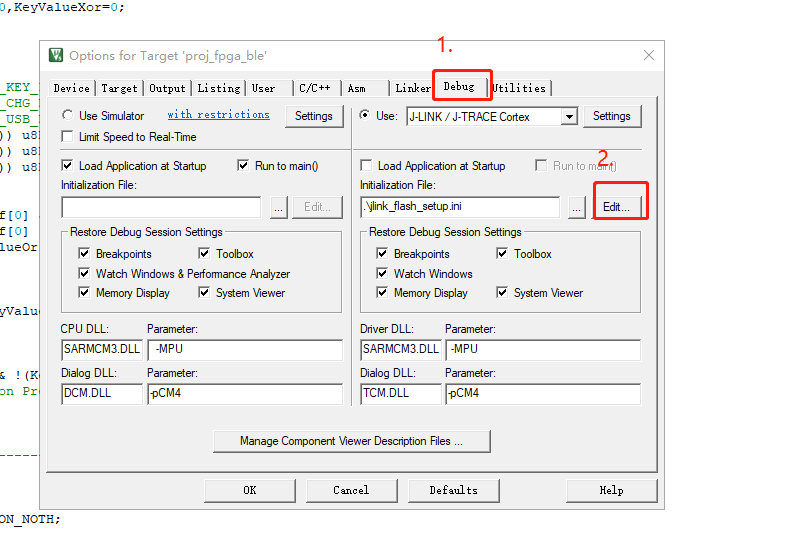 0,KeyValueXor=0;
1.
Options for Target 'proj_fpga_ble'
Device Target Output Listing User C/C++ Asm Linker Debug Utilities
_KEY_
_CHG_
_USB_
)) u8
)) u8
)) u8
Use Simulator with restrictions Settings
Use: J-LINK / J-TRACE Cortex Settings
Limit Speed to Real-Time
2.
Load Application at Startup Run to main()
Load Application at Startup Run to main()
Initialization File:
... Edit...
Initialization File:
.\jlink_flash_setup.ini ... Edit...
f[0]
f[0]
alueOr
Restore Debug Session Settings
Breakpoints Toolbox
Watch Windows & Performance Analyzer
Memory Display System Viewer
Restore Debug Session Settings
Breakpoints Toolbox
Watch Windows
Memory Display System Viewer
yValu
CPU DLL: Parameter:
SARMCM3.DLL -MPU
Driver DLL: Parameter:
SARMCM3.DLL -MPU
Dialog DLL: Parameter:
DCM.DLL -pCM4
Dialog DLL: Parameter:
TCM.DLL -pCM4
& !(K
on Pr
Manage Component Viewer Description Files ...
OK Cancel Defaults Help
ON_NOTH;